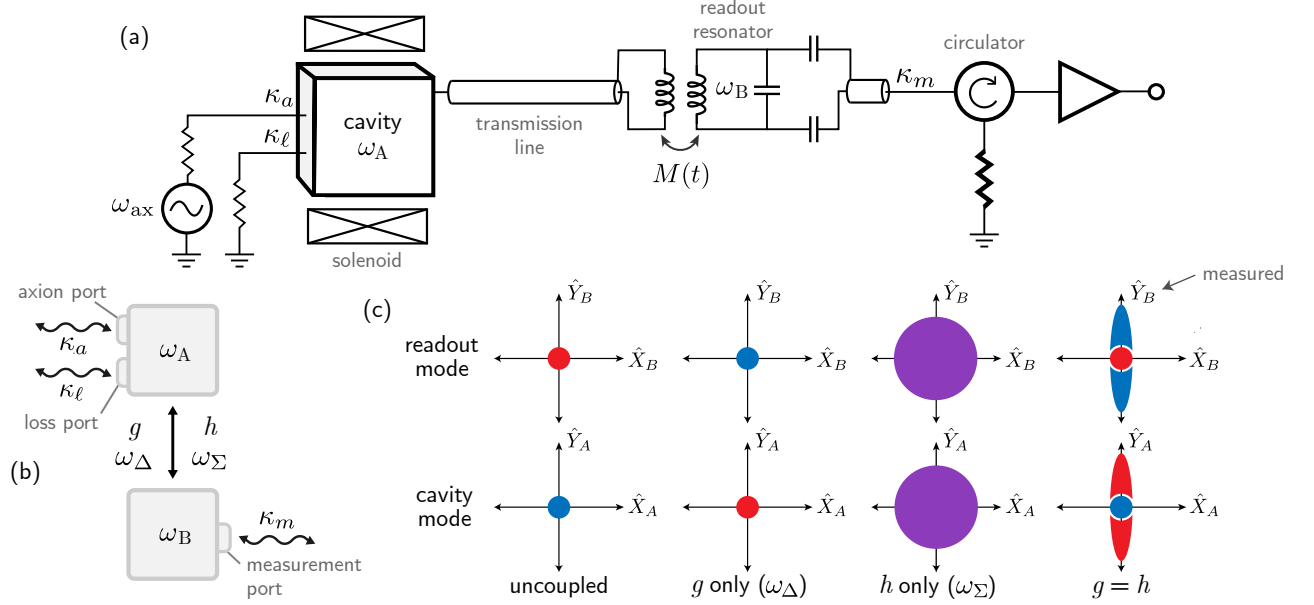 (a)
readout
resonator
circulator
κₐ
κ_ℓ
cavity
ω_A
transmission
line
ω_B
κ_m
M(t)
ω_ax
solenoid
(b)
axion port
κₐ
κ_ℓ
loss port
ω_A
g
ω_Δ
h
ω_Σ
ω_B
κ_m
measurement
port
(c)
measured
readout
mode
Ŷ_B
X̂_B
Ŷ_B
X̂_B
Ŷ_B
X̂_B
Ŷ_B
X̂_B
cavity
mode
Ŷ_A
X̂_A
Ŷ_A
X̂_A
Ŷ_A
X̂_A
Ŷ_A
X̂_A
uncoupled
g only (ω_Δ)
h only (ω_Σ)
g = h